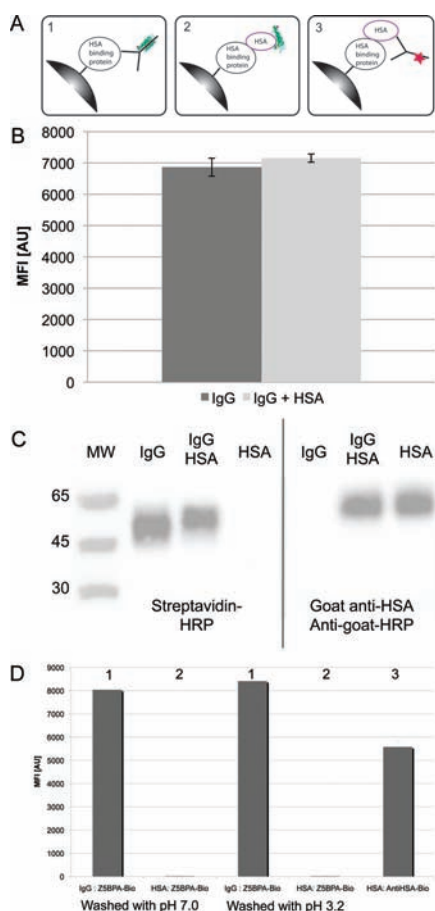 A
1
HSA
binding
protein
2
HSA
binding
protein
HSA
3
HSA
HSA
binding
protein
B
MFI [AU]
8000
7000
6000
5000
4000
3000
2000
1000
0
IgG IgG + HSA
C
MW IgG IgG HSA HSA IgG IgG HSA HSA
65
45
30
Streptavidin-
HRP
Goat anti-HSA
Anti-goat-HRP
D
MFI [AU]
9000
8000
7000
6000
5000
4000
3000
2000
1000
0
1 2 1 2 3
IgG : Z5BPA-Bio HSA: Z5BPA-Bio IgG : Z5BPA-Bio HSA: Z5BPA-Bio HSA: AntiHSA-Bio
Washed with pH 7.0 Washed with pH 3.2